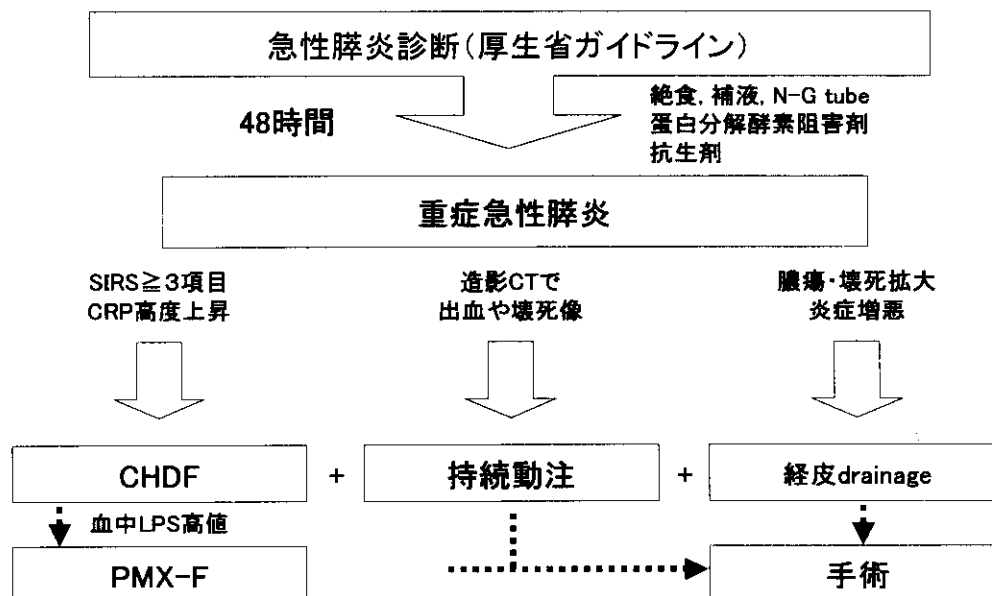 急性膵炎診断(厚生省ガイドライン)
48時間
絶食, 補液, N-G tube
蛋白分解酵素阻害剤
抗生剤
重症急性膵炎
SIRS≧3項目
CRP高度上昇
造影CTで
出血や壊死像
膿瘍・壊死拡大
炎症増悪
CHDF + 持続動注 + 経皮drainage
血中LPS高値
PMX-F
手術